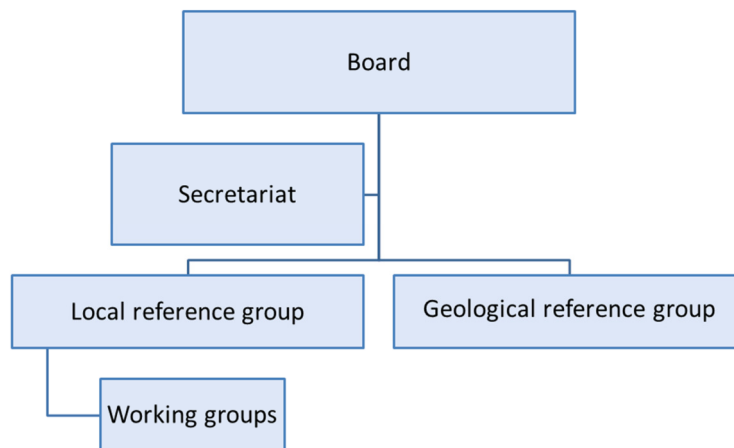 Board
Secretariat
Local reference group
Geological reference group
Working groups